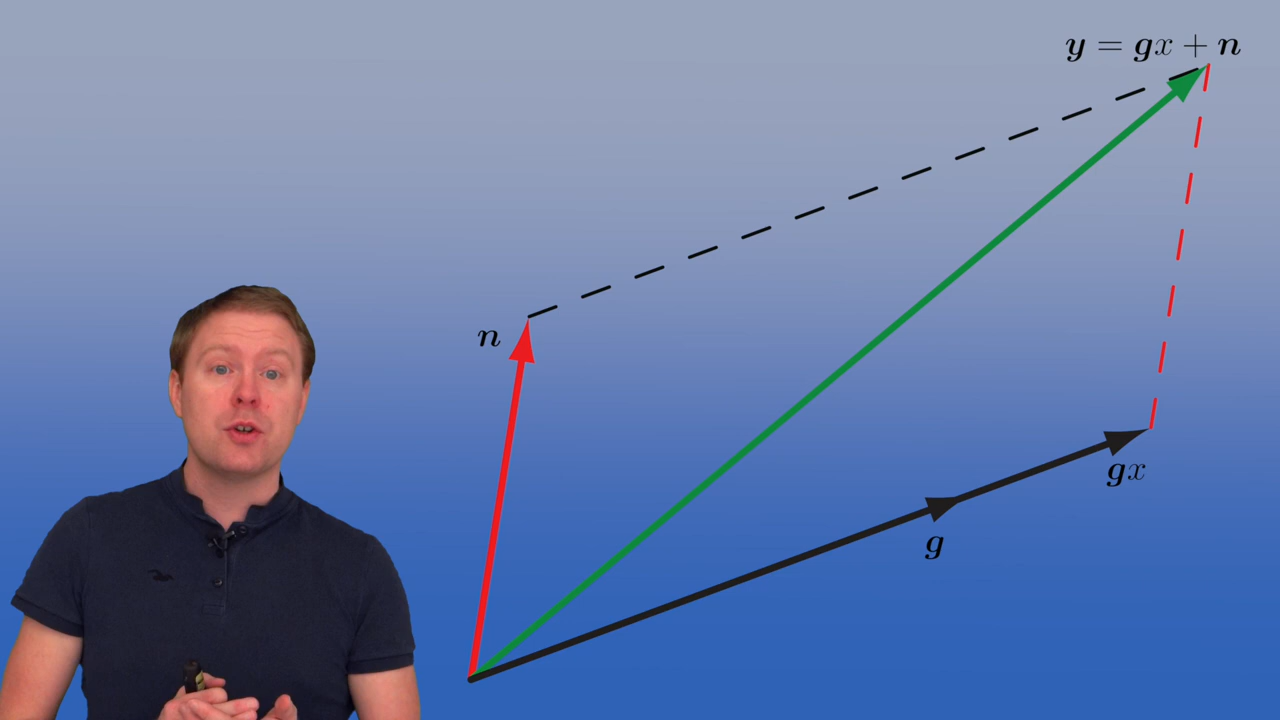 y = gx + n
n
gx
g